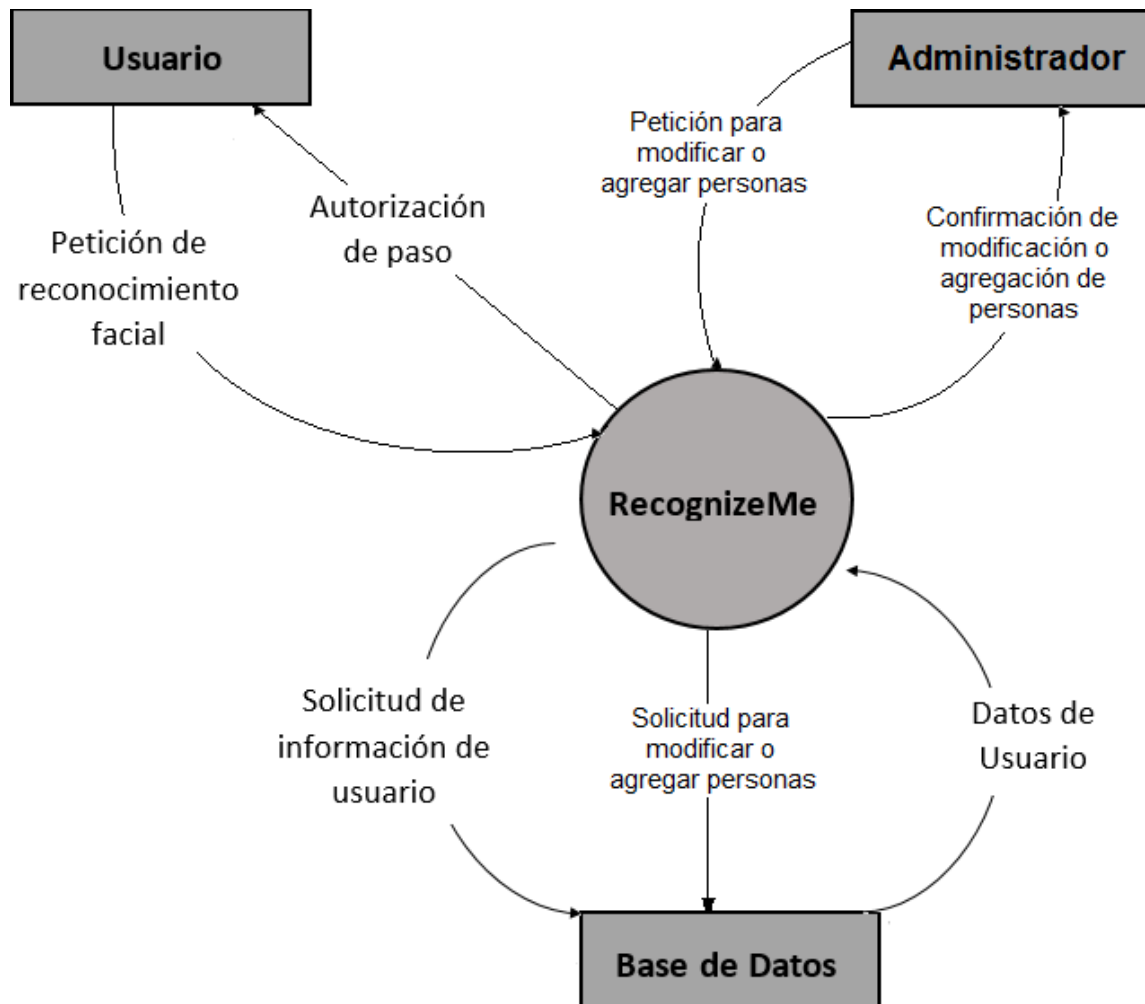 Usuario
Administrador
Petición para
modificar o
agregar personas
Autorización
de paso
Petición de
reconocimiento
facial
Confirmación de
modificación o
agregación de
personas
RecognizeMe
Solicitud de
información de
usuario
Solicitud para
modificar o
agregar personas
Datos de
Usuario
Base de Datos